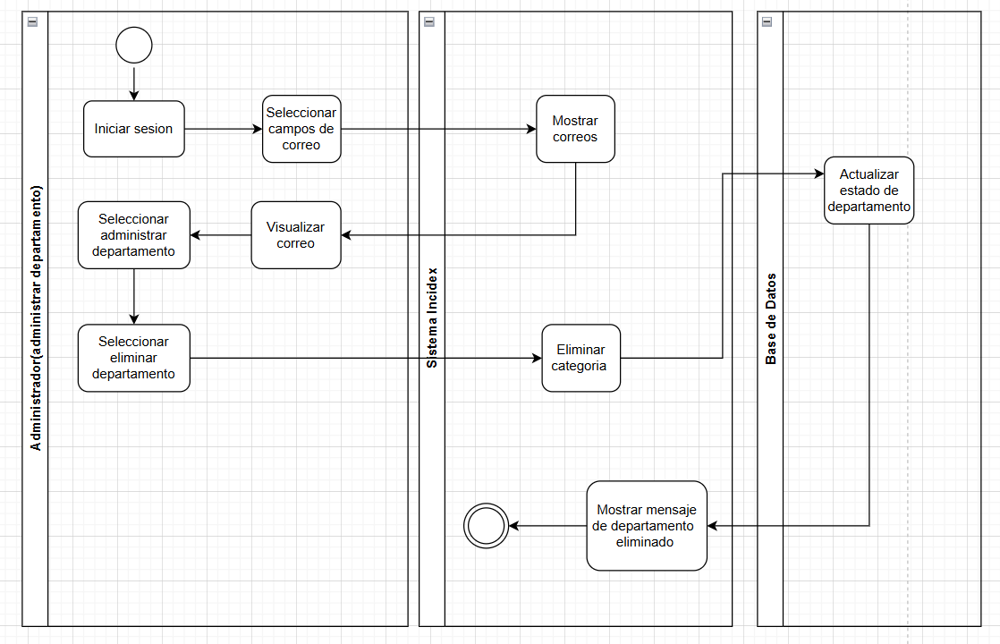 Administrador(administrar departamento)
Iniciar sesion
Seleccionar
campos de
correo
Seleccionar
administrar
departamento
Visualizar
correo
Seleccionar
eliminar
departamento
Sistema Incidex
Mostrar
correos
Eliminar
categoria
Mostrar mensaje
de departamento
eliminado
Base de Datos
Actualizar
estado de
departamento